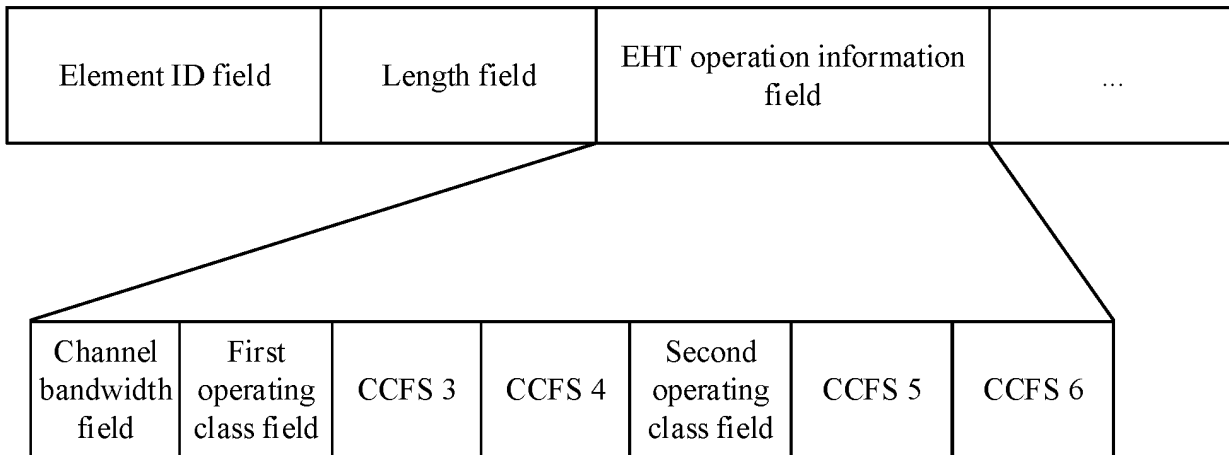 Element ID field
Length field
EHT operation information
field
...
Channel
bandwidth
field
First
operating
class field
CCFS 3
CCFS 4
Second
operating
class field
CCFS 5
CCFS 6